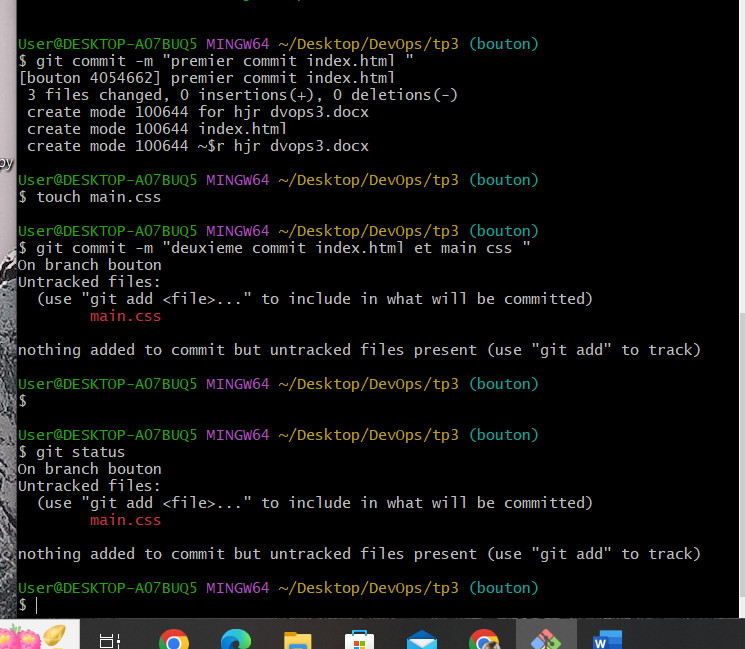 User@DESKTOP-AO7BUQ5 MINGW64 ~/Desktop/DevOps/tp3 (bouton)
$ git commit -m "premier commit index.html "
[bouton 4054662] premier commit index.html
 3 files changed, 0 insertions(+), 0 deletions(-)
 create mode 100644 for hjr dvops3.docx
 create mode 100644 index.html
 create mode 100644 ~$r hjr dvops3.docx
User@DESKTOP-AO7BUQ5 MINGW64 ~/Desktop/DevOps/tp3 (bouton)
$ touch main.css
User@DESKTOP-AO7BUQ5 MINGW64 ~/Desktop/DevOps/tp3 (bouton)
$ git commit -m "deuxieme commit index.html et main css "
On branch bouton
Untracked files:
  (use "git add <file>..." to include in what will be committed)
        main.css
nothing added to commit but untracked files present (use "git add" to track)
User@DESKTOP-AO7BUQ5 MINGW64 ~/Desktop/DevOps/tp3 (bouton)
$
User@DESKTOP-AO7BUQ5 MINGW64 ~/Desktop/DevOps/tp3 (bouton)
$ git status
On branch bouton
Untracked files:
  (use "git add <file>..." to include in what will be committed)
        main.css
nothing added to commit but untracked files present (use "git add" to track)
User@DESKTOP-AO7BUQ5 MINGW64 ~/Desktop/DevOps/tp3 (bouton)
$